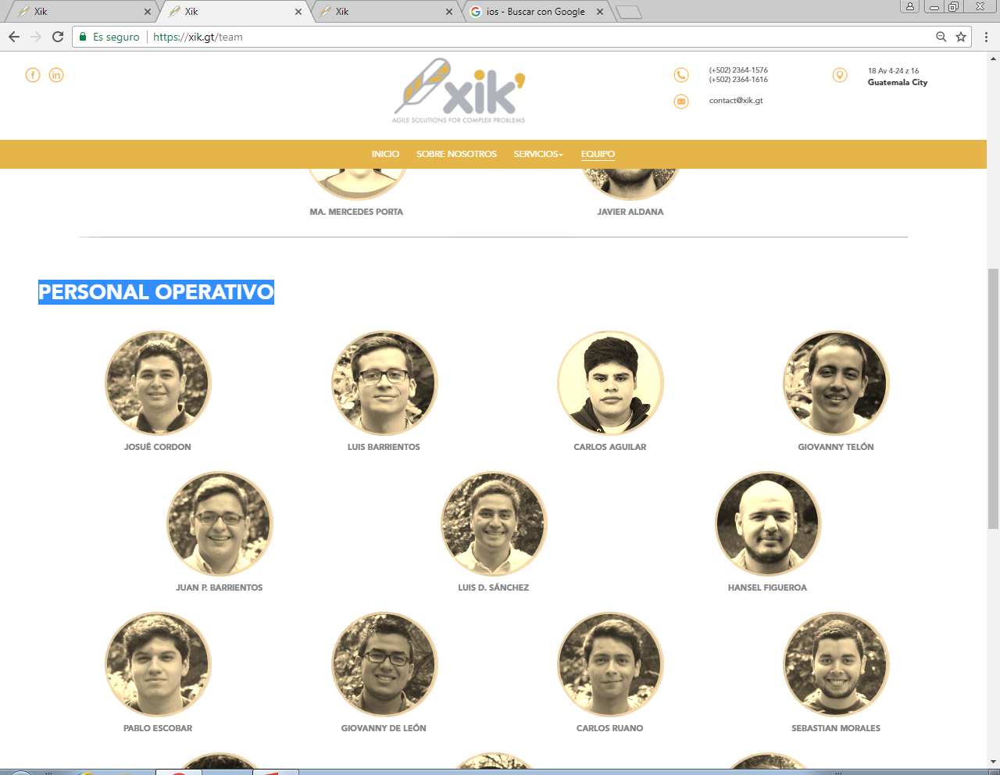 Xik
Xik
Xik
ios - Buscar con Google
Es seguro
https://xik.gt/team
xik'
AGILE SOLUTIONS FOR COMPLEX PROBLEMS
(+502) 2364-1576
(+502) 2364-1616
contact@xik.gt
18 Av 4-24 z 16
Guatemala City
INICIO
SOBRE NOSOTROS
SERVICIOS
EQUIPO
MA. MERCEDES PORTA
JAVIER ALDANA
PERSONAL OPERATIVO
JOSUÉ CORDON
LUIS BARRIENTOS
CARLOS AGUILAR
GIOVANNY TELÓN
JUAN P. BARRIENTOS
LUIS D. SÁNCHEZ
HANSEL FIGUEROA
PABLO ESCOBAR
GIOVANNY DE LEÓN
CARLOS RUANO
SEBASTIAN MORALES